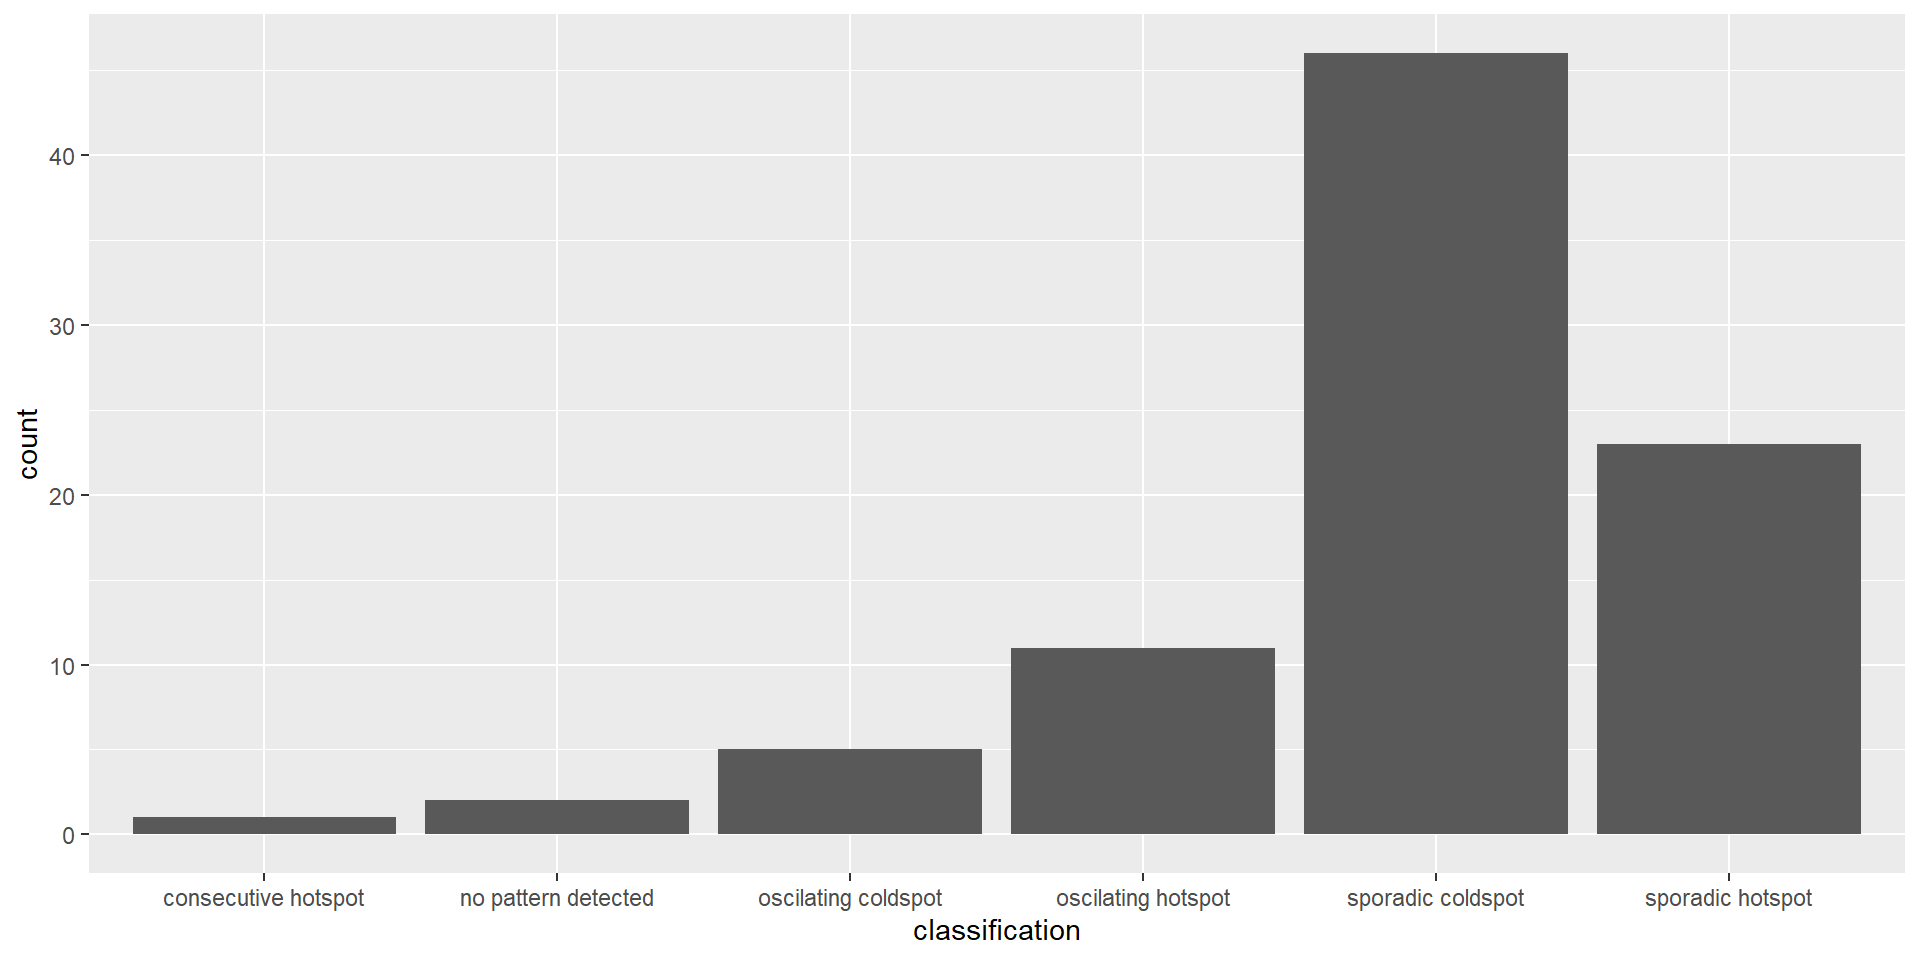 count
40
30
20
10
0
consecutive hotspot
no pattern detected
oscilating coldspot
oscilating hotspot
sporadic coldspot
sporadic hotspot
classification